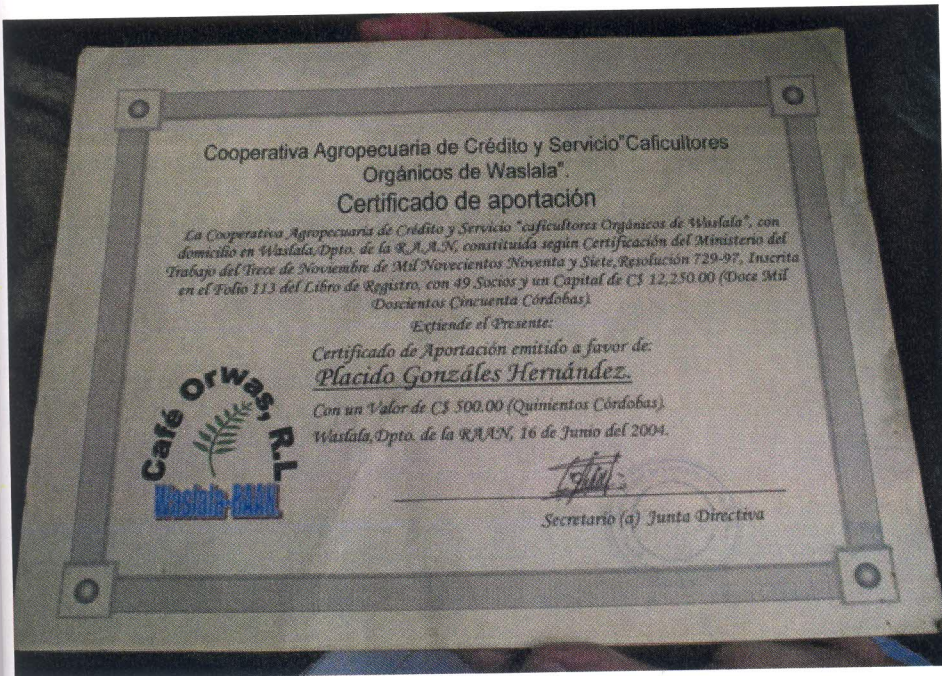 Cooperativa Agropecuaria de Crédito y Servicio"Caficultores
Orgánicos de Waslala".
Certificado de aportación
La Cooperativa Agropecuaria de Crédito y Servicio "caficultores Orgánicos de Waslala", con
domicilio en Waslala,Dpto. de la R.A.A.N, constituida según Certificación del Ministerio del
Trabajo del Trece de Noviembre de Mil Novecientos Noventa y Siete,Resolución 729-97, Inscrita
en el Folio 113 del Libro de Registro, con 49 Socios y un Capital de C$ 12,250.00 (Doce Mil
Doscientos Cincuenta Córdobas).
Extiende el Presente:
Certificado de Aportación emitido a favor de:
Placido Gonzáles Hernández.
Con un Valor de C$ 500.00 (Quinientos Córdobas).
Waslala,Dpto. de la RAAN, 16 de Junio del 2004.
Café Orwas, R.L
Waslala-RAAN.
Secretario (a) Junta Directiva